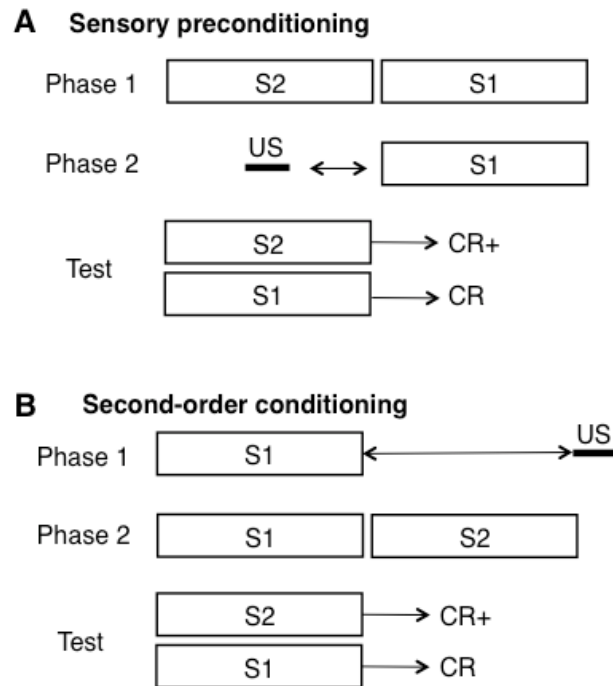 A Sensory preconditioning
Phase 1 S2 S1
US
Phase 2 S1
S2 CR+
Test
S1 CR
B Second-order conditioning
US
Phase 1 S1
Phase 2 S1 S2
S2 CR+
Test
S1 CR